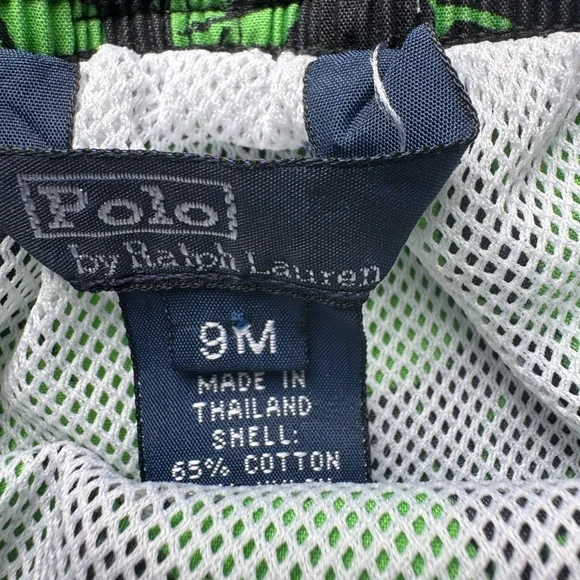 Polo
by Ralph Lauren
9M
MADE IN
THAILAND
SHELL:
65% COTTON